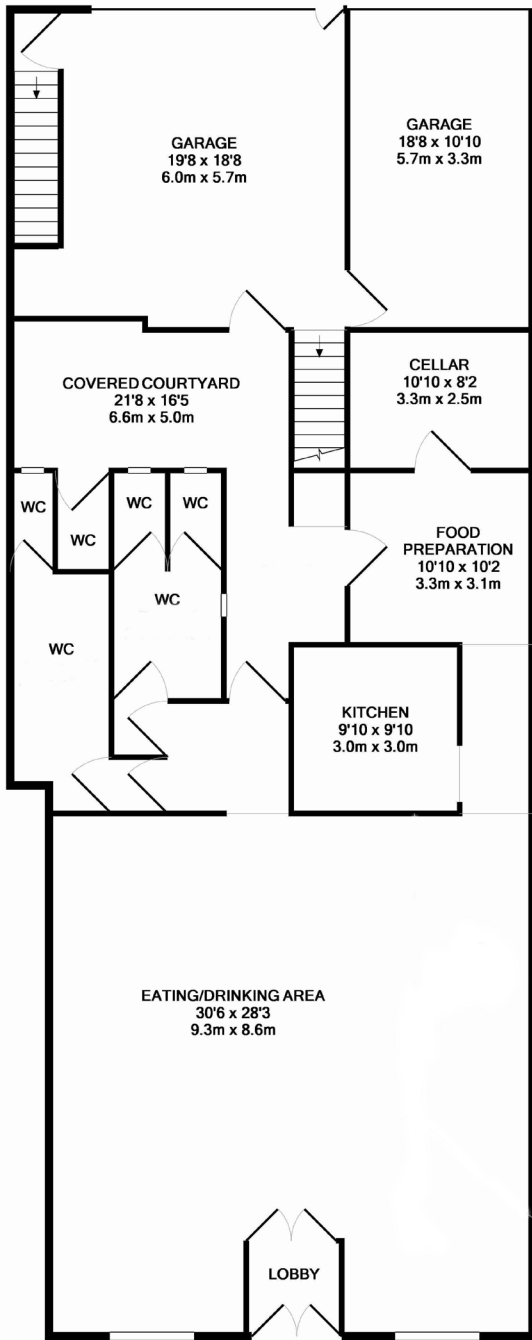 GARAGE
19'8 x 18'8
6.0m x 5.7m
GARAGE
18'8 x 10'10
5.7m x 3.3m
COVERED COURTYARD
21'8 x 16'5
6.6m x 5.0m
CELLAR
10'10 x 8'2
3.3m x 2.5m
WC
WC
WC
WC
FOOD
PREPARATION
10'10 x 10'2
3.3m x 3.1m
WC
WC
KITCHEN
9'10 x 9'10
3.0m x 3.0m
EATING/DRINKING AREA
30'6 x 28'3
9.3m x 8.6m
LOBBY